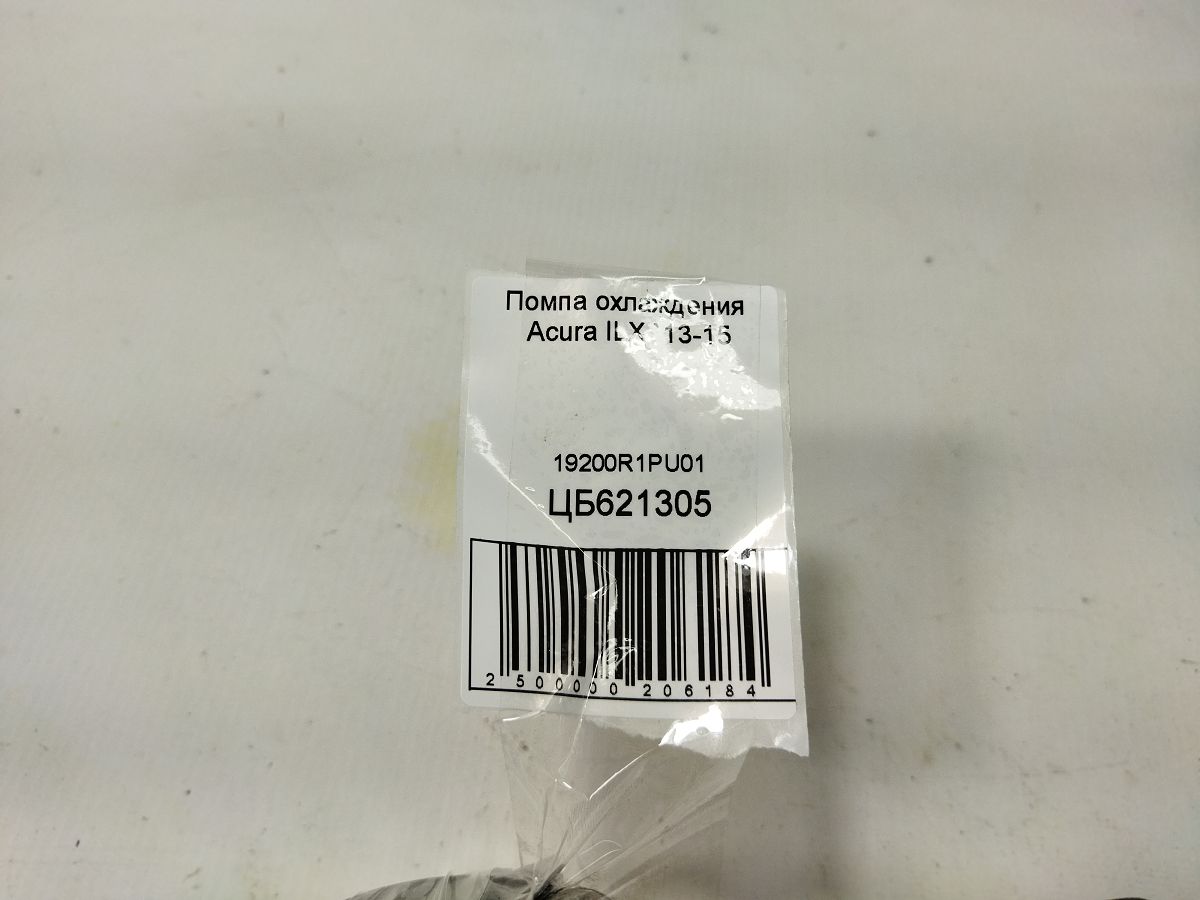 Помпа охлаждения
Acura ILX '13-15
19200R1PU01
ЦБ621305
2 500000 206184